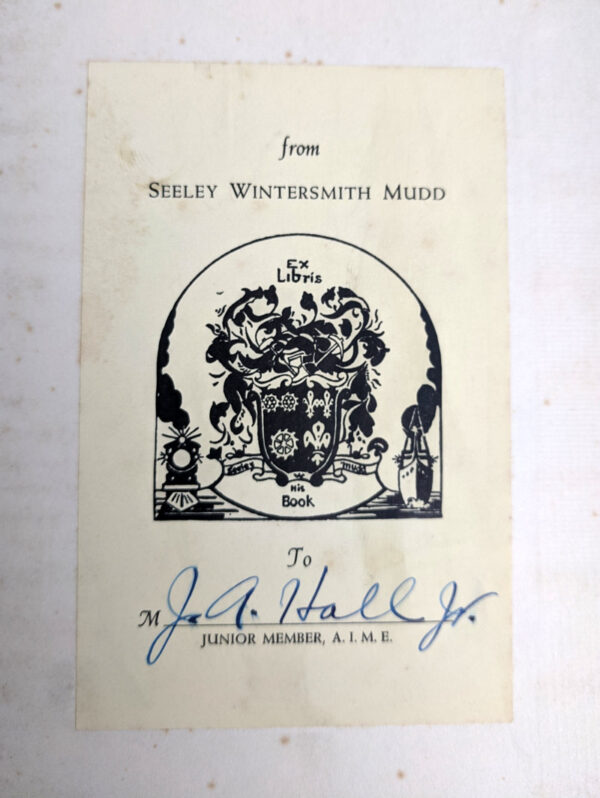 from
SEELEY WINTERSMITH MUDD
Ex
Libris
Seeley W Mudd
His
Book
To
M J. A. Hall Jr.
JUNIOR MEMBER, A. I. M. E.